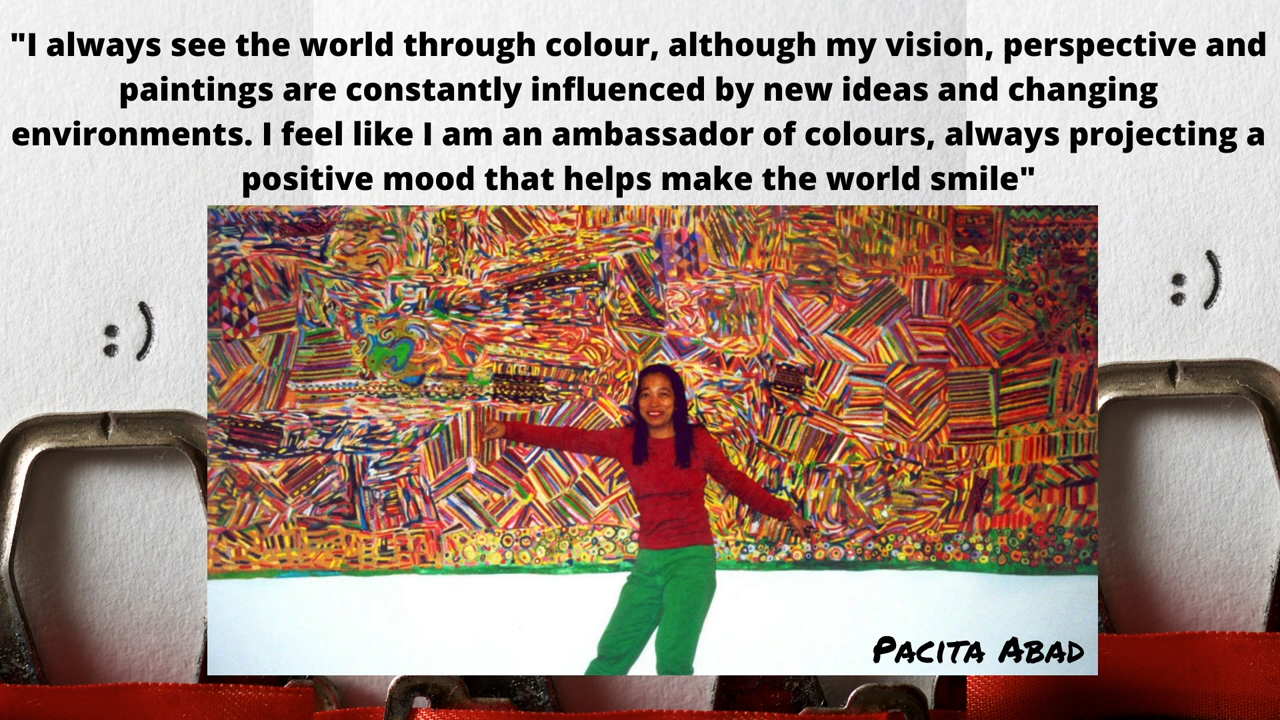 "I always see the world through colour, although my vision, perspective and
paintings are constantly influenced by new ideas and changing
environments. I feel like I am an ambassador of colours, always projecting a
positive mood that helps make the world smile"
:)
:)
Pacita Abad